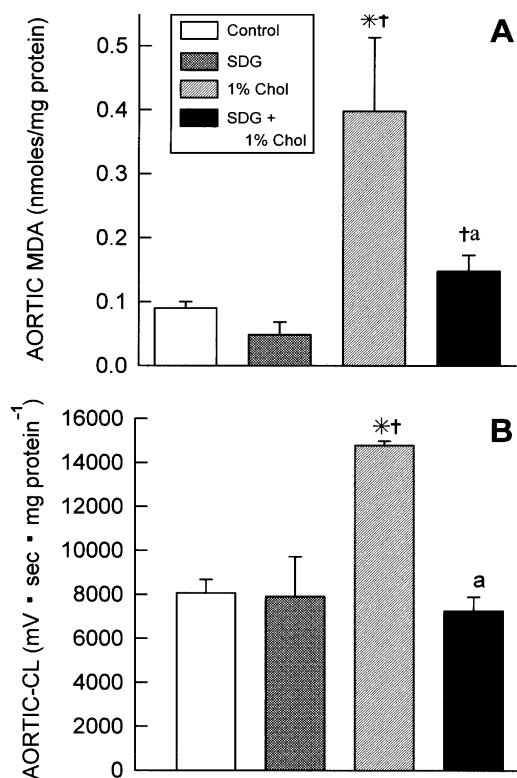 A
Control
SDG
1% Chol
SDG +
1% Chol
✳†
†a
AORTIC MDA (nmoles/mg protein)
0.5
0.4
0.3
0.2
0.1
0.0
B
✳†
a
AORTIC-CL (mV ▪ sec ▪ mg protein⁻¹)
16000
14000
12000
10000
8000
6000
4000
2000
0